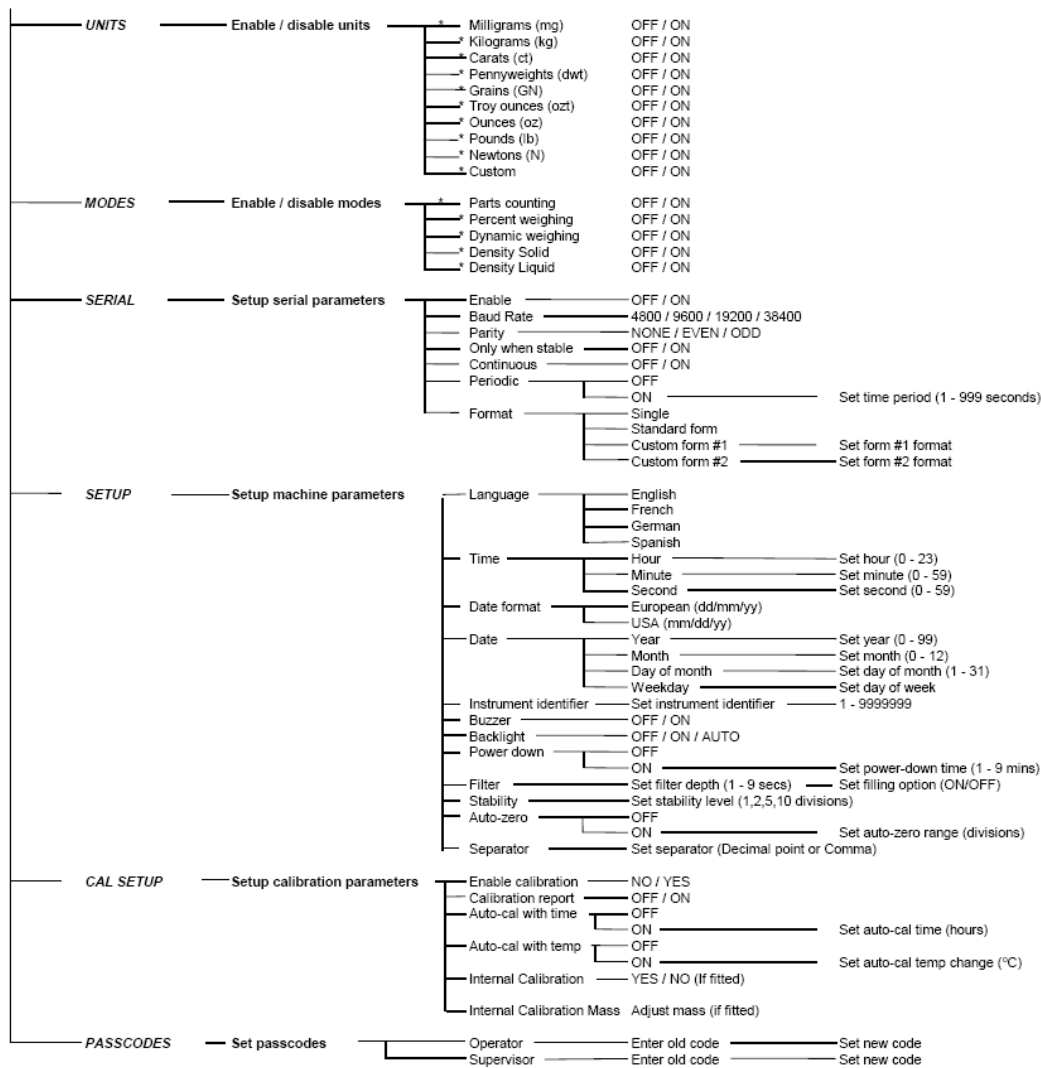 UNITS Enable / disable units * Milligrams (mg) OFF / ON
* Kilograms (kg) OFF / ON
* Carats (ct) OFF / ON
* Pennyweights (dwt) OFF / ON
* Grains (GN) OFF / ON
* Troy ounces (ozt) OFF / ON
* Ounces (oz) OFF / ON
* Pounds (lb) OFF / ON
* Newtons (N) OFF / ON
* Custom OFF / ON
MODES Enable / disable modes * Parts counting OFF / ON
* Percent weighing OFF / ON
* Dynamic weighing OFF / ON
* Density Solid OFF / ON
* Density Liquid OFF / ON
SERIAL Setup serial parameters Enable OFF / ON
Baud Rate 4800 / 9600 / 19200 / 38400
Parity NONE / EVEN / ODD
Only when stable OFF / ON
Continuous OFF / ON
Periodic OFF
ON Set time period (1 - 999 seconds)
Format Single
Standard form
Custom form #1 Set form #1 format
Custom form #2 Set form #2 format
SETUP Setup machine parameters Language English
French
German
Spanish
Time Hour Set hour (0 - 23)
Minute Set minute (0 - 59)
Second Set second (0 - 59)
Date format European (dd/mm/yy)
USA (mm/dd/yy)
Date Year Set year (0 - 99)
Month Set month (0 - 12)
Day of month Set day of month (1 - 31)
Weekday Set day of week
Instrument identifier Set instrument identifier 1 - 9999999
Buzzer OFF / ON
Backlight OFF / ON / AUTO
Power down OFF
ON Set power-down time (1 - 9 mins)
Filter Set filter depth (1 - 9 secs) Set filling option (ON/OFF)
Stability Set stability level (1,2,5,10 divisions)
Auto-zero OFF
ON Set auto-zero range (divisions)
Separator Set separator (Decimal point or Comma)
CAL SETUP Setup calibration parameters Enable calibration NO / YES
Calibration report OFF / ON
Auto-cal with time OFF
ON Set auto-cal time (hours)
Auto-cal with temp OFF
ON Set auto-cal temp change (°C)
Internal Calibration YES / NO (If fitted)
Internal Calibration Mass Adjust mass (if fitted)
PASSCODES Set passcodes Operator Enter old code Set new code
Supervisor Enter old code Set new code